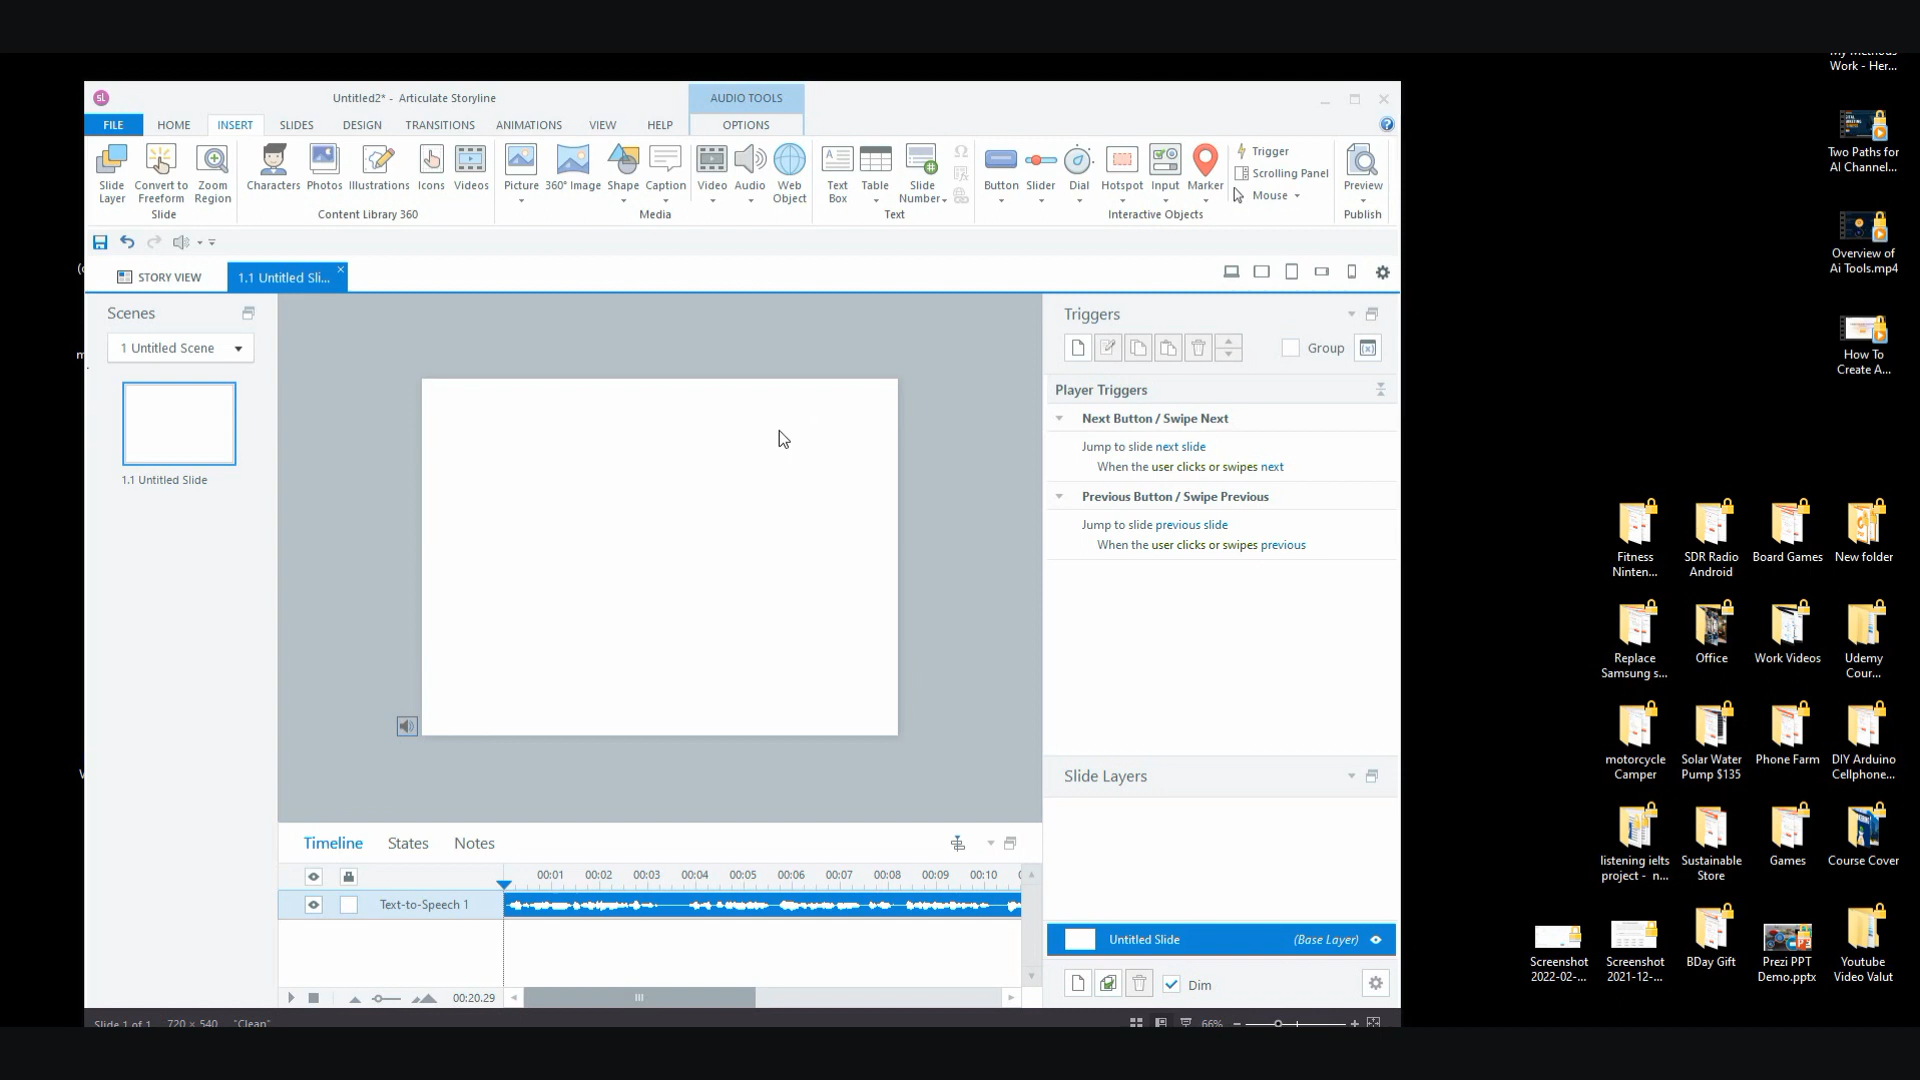 Untitled2* - Articulate Storyline
AUDIO TOOLS
FILE HOME INSERT SLIDES DESIGN TRANSITIONS ANIMATIONS VIEW HELP OPTIONS
Slide Layer
Convert to Freeform
Zoom Region
Slide
Characters
Photos
Illustrations
Icons
Videos
Content Library 360
Picture
360° Image
Shape
Caption
Video
Audio
Web Object
Media
Text Box
Table
Slide Number
Text
Button
Slider
Dial
Hotspot
Input
Marker
Trigger
Scrolling Panel
Mouse
Interactive Objects
Preview
Publish
STORY VIEW
1.1 Untitled Sli...
Scenes
1 Untitled Scene
1.1 Untitled Slide
Triggers
Group
Player Triggers
Next Button / Swipe Next
Jump to slide next slide
When the user clicks or swipes next
Previous Button / Swipe Previous
Jump to slide previous slide
When the user clicks or swipes previous
Slide Layers
Untitled Slide (Base Layer)
Dim
Timeline States Notes
00:01 00:02 00:03 00:04 00:05 00:06 00:07 00:08 00:09 00:10
Text-to-Speech 1
00:20.29
Slide 1 of 1 720 × 540 "Clean"
66%
Work - Her...
Two Paths for
AI Channel...
Overview of
Ai Tools.mp4
How To
Create A...
Fitness
Ninten...
SDR Radio
Android
Board Games
New folder
Replace
Samsung s...
Office
Work Videos
Udemy
Cour...
motorcycle
Camper
Solar Water
Pump $135
Phone Farm
DIY Arduino
Cellphone...
listening ielts
project - n...
Sustainable
Store
Games
Course Cover
Screenshot
2022-02-...
Screenshot
2021-12-...
BDay Gift
Prezi PPT
Demo.pptx
Youtube
Video Valut